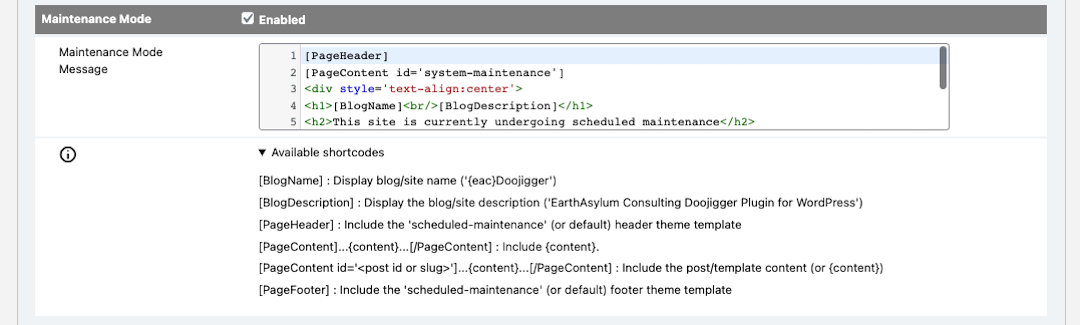 Maintenance Mode
Enabled
Maintenance Mode
Message
1 [PageHeader]
2 [PageContent id='system-maintenance']
3 <div style='text-align:center'>
4 <h1>[BlogName]<br/>[BlogDescription]</h1>
5 <h2>This site is currently undergoing scheduled maintenance</h2>
▼ Available shortcodes
[BlogName] : Display blog/site name ('{eac}Doojigger')
[BlogDescription] : Display the blog/site description ('EarthAsylum Consulting Doojigger Plugin for WordPress')
[PageHeader] : Include the 'scheduled-maintenance' (or default) header theme template
[PageContent]...{content}...[/PageContent] : Include {content}.
[PageContent id='<post id or slug>']...{content}...[/PageContent] : Include the post/template content (or {content})
[PageFooter] : Include the 'scheduled-maintenance' (or default) footer theme template